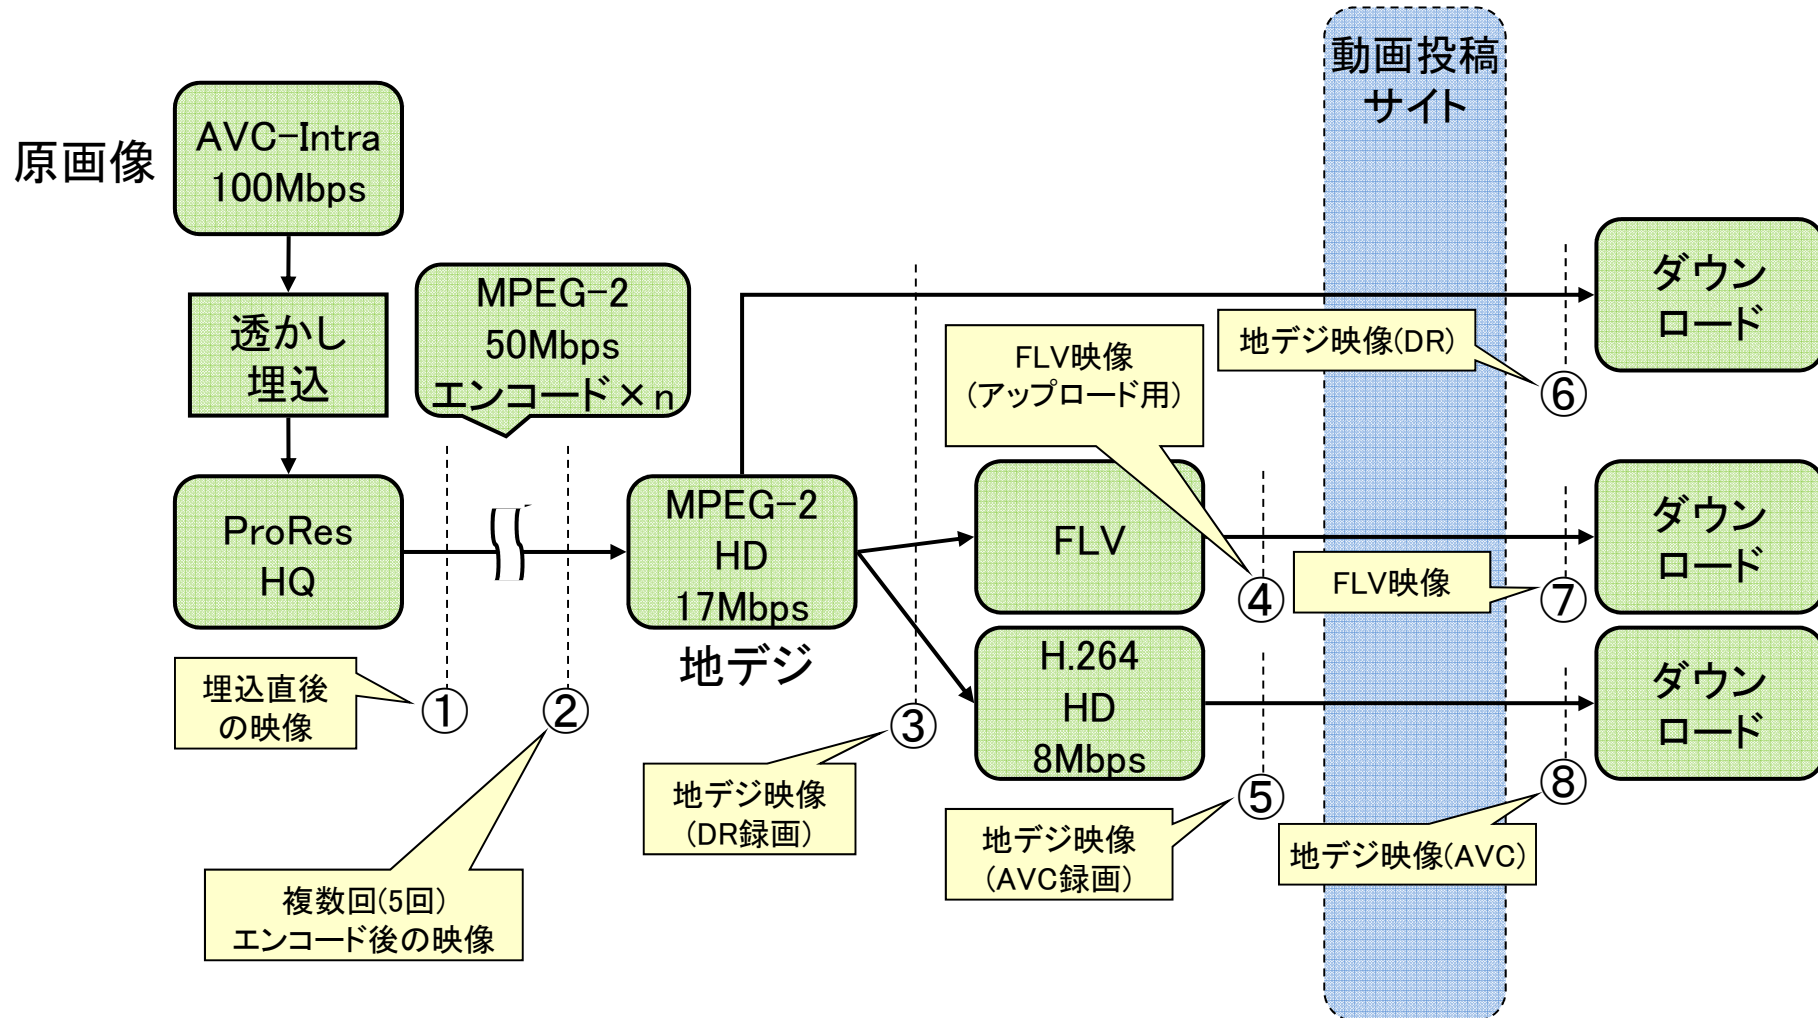 動画投稿
サイト
原画像
AVC-Intra
100Mbps
透かし
埋込
MPEG-2
50Mbps
エンコード×n
ProRes
HQ
埋込直後
の映像
①
②
複数回(5回)
エンコード後の映像
MPEG-2
HD
17Mbps
地デジ
③
地デジ映像
(DR録画)
FLV映像
(アップロード用)
FLV
④
H.264
HD
8Mbps
⑤
地デジ映像
(AVC録画)
地デジ映像(DR)
⑥
ダウン
ロード
FLV映像
⑦
ダウン
ロード
地デジ映像(AVC)
⑧
ダウン
ロード